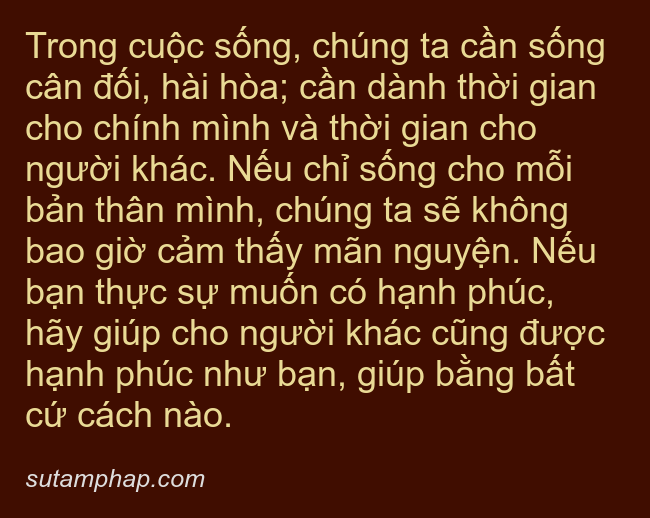 Trong cuộc sống, chúng ta cần sống
cân đối, hài hòa; cần dành thời gian
cho chính mình và thời gian cho
người khác. Nếu chỉ sống cho mỗi
bản thân mình, chúng ta sẽ không
bao giờ cảm thấy mãn nguyện. Nếu
bạn thực sự muốn có hạnh phúc,
hãy giúp cho người khác cũng được
hạnh phúc như bạn, giúp bằng bất
cứ cách nào.
sutamphap.com